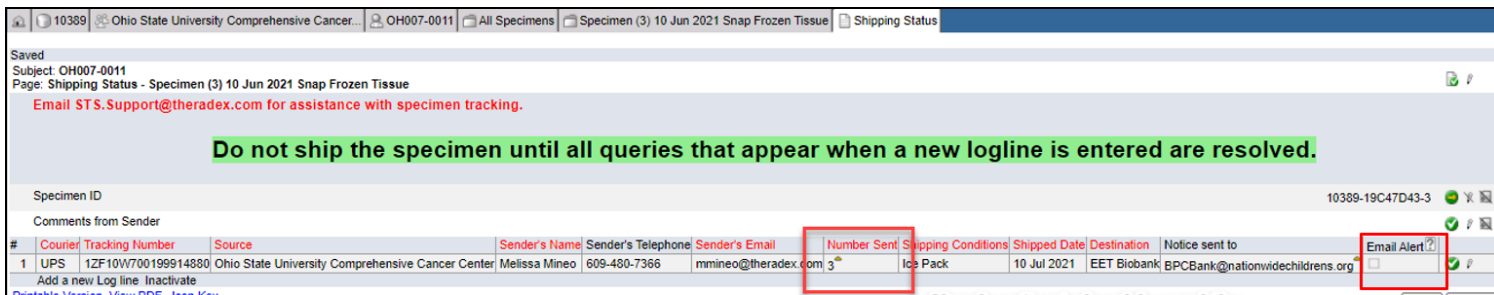 10389 Ohio State University Comprehensive Cancer... OH007-0011 All Specimens Specimen (3) 10 Jun 2021 Snap Frozen Tissue Shipping Status
Saved
Subject: OH007-0011
Page: Shipping Status - Specimen (3) 10 Jun 2021 Snap Frozen Tissue
Email STS.Support@theradex.com for assistance with specimen tracking.
Do not ship the specimen until all queries that appear when a new logline is entered are resolved.
Specimen ID 10389-19C47D43-3
Comments from Sender
# Courier Tracking Number Source Sender's Name Sender's Telephone Sender's Email Number Sent Shipping Conditions Shipped Date Destination Notice sent to Email Alert ?
1 UPS 1ZF10W700199914880 Ohio State University Comprehensive Cancer Center Melissa Mineo 609-480-7366 mmineo@theradex.com 3 Ice Pack 10 Jul 2021 EET Biobank BPCBank@nationwidechildrens.org
Add a new Log line Inactivate
Printable Version View PDF Icon Key